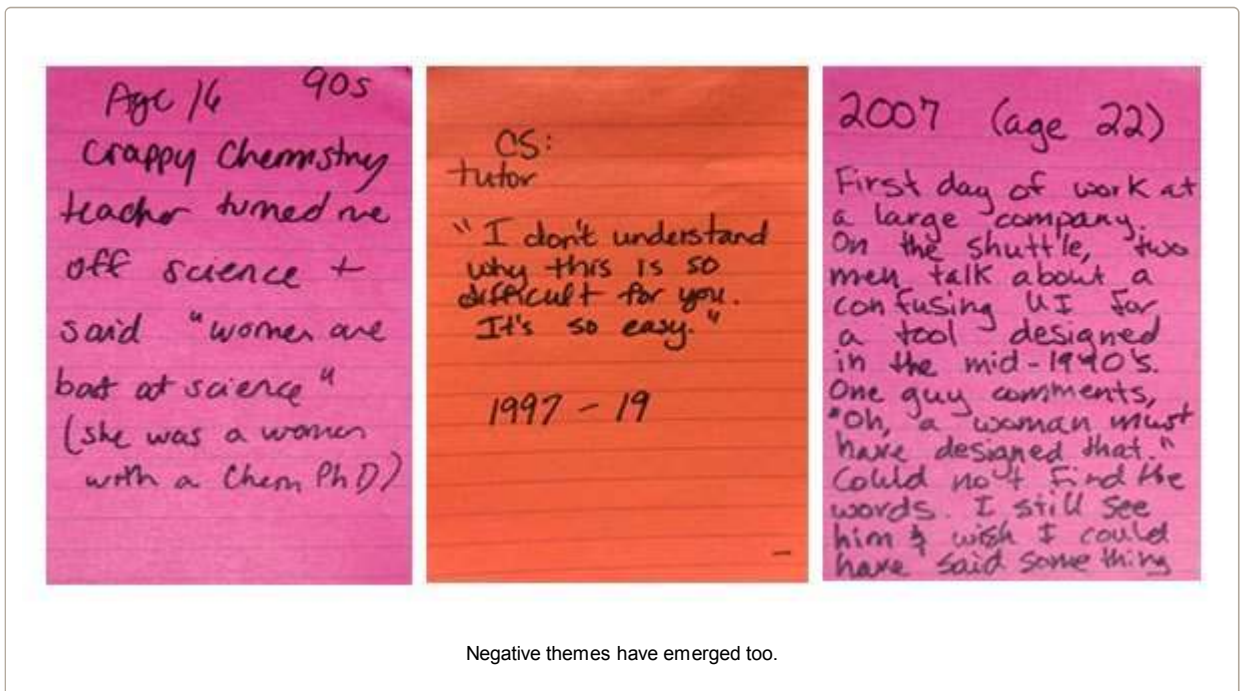 Age 16 90s
Crappy Chemistry
teacher turned me
off science +
said "women are
bad at science"
(she was a women
with a Chem PhD)
CS:
tutor
"I don't understand
why this is so
difficult for you.
It's so easy."
1997 - 19
2007 (age 22)
First day of work at
a large company.
On the shuttle, two
men talk about a
confusing UI for
a tool designed
in the mid-1990's.
One guy comments,
"Oh, a woman must
have designed that."
Could not find the
words. I still see
him & wish I could
have said something
Negative themes have emerged too.